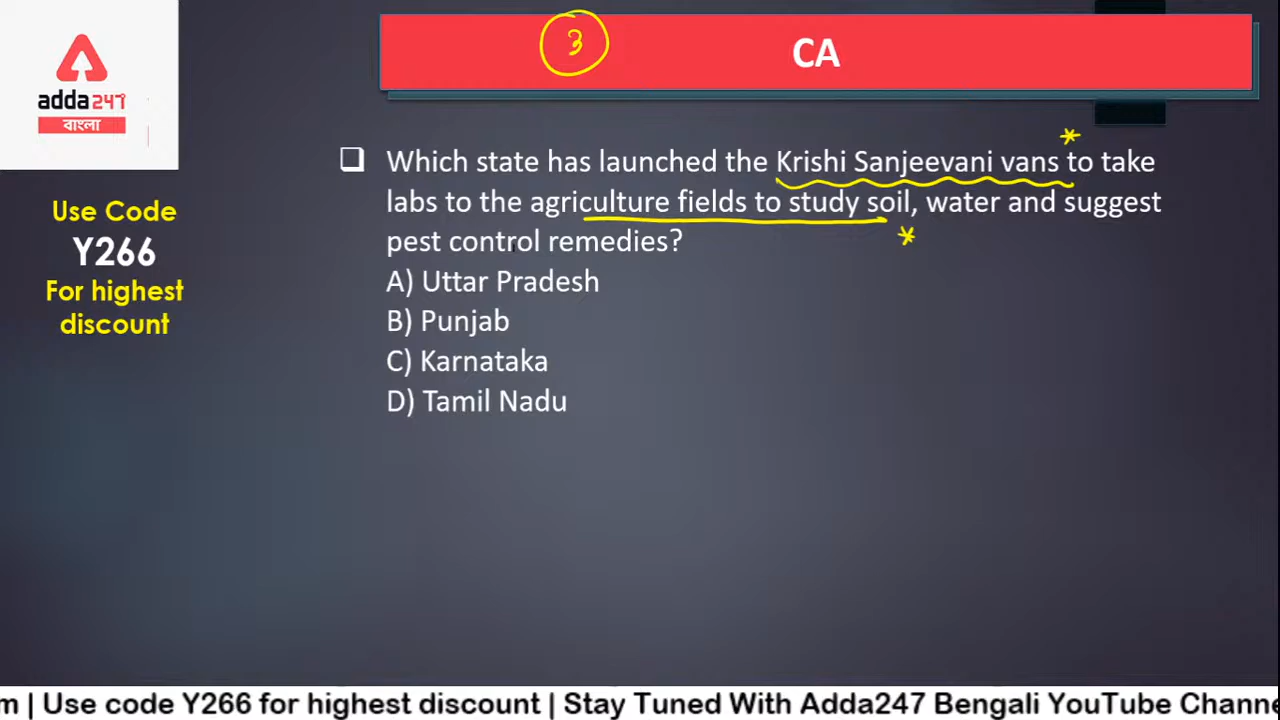 3
CA
adda247
বাংলা
Use Code
Y266
For highest
discount
Which state has launched the Krishi Sanjeevani vans to take
labs to the agriculture fields to study soil, water and suggest
pest control remedies?
A) Uttar Pradesh
B) Punjab
C) Karnataka
D) Tamil Nadu
m | Use code Y266 for highest discount | Stay Tuned With Adda247 Bengali YouTube Channe